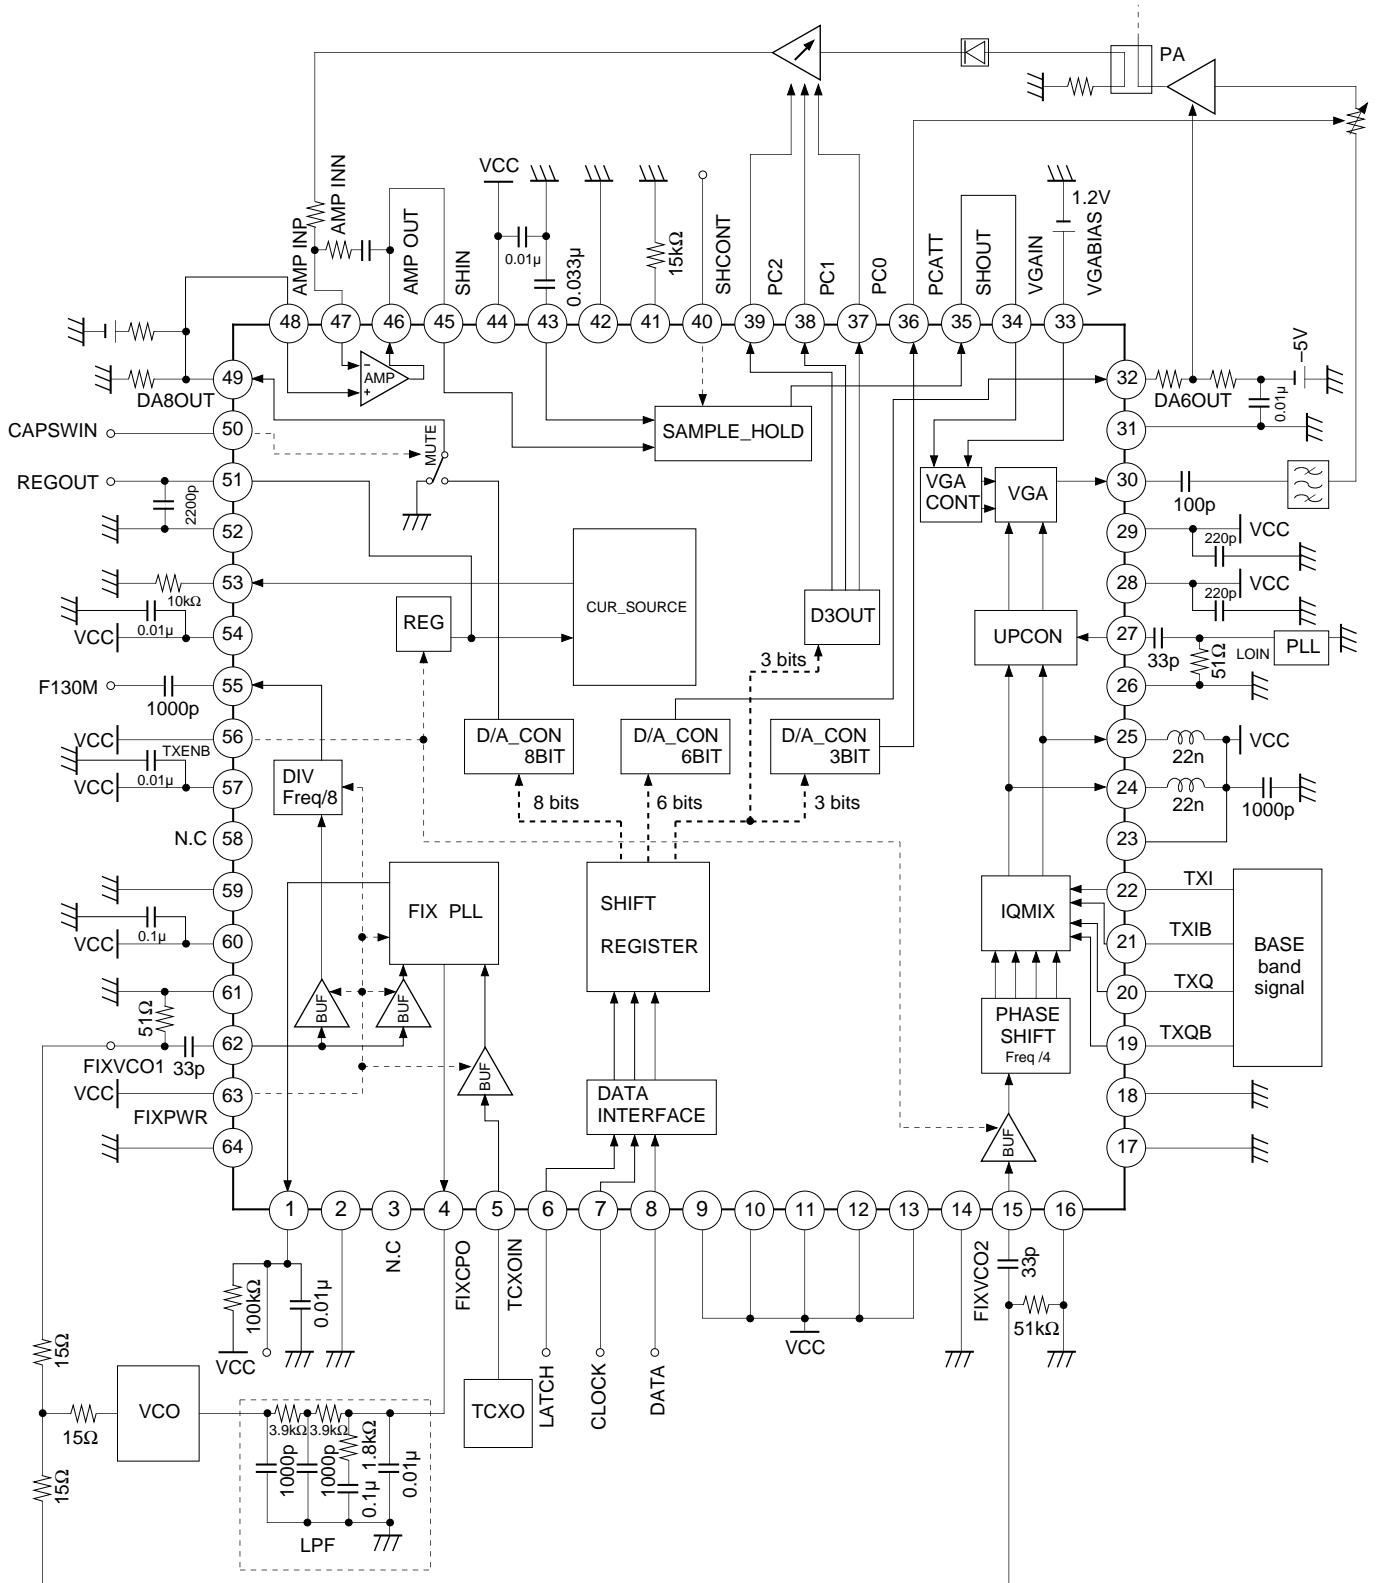 PA
VCC
1.2V
AMP INP
AMP INN
AMP OUT
SHIN
0.01μ
0.033μ
15kΩ
SHCONT
PC2
PC1
PC0
PCATT
SHOUT
VGAIN
VGABIAS
48
47
46
45
44
43
42
41
40
39
38
37
36
35
34
33
–5V
49
DA8OUT
–
AMP
+
32
DA6OUT
0.01μ
CAPSWIN
50
MUTE
SAMPLE_HOLD
31
REGOUT
51
2200p
VGA
CONT
VGA
30
100p
52
29
220p
VCC
53
10kΩ
CUR_SOURCE
28
220p
VCC
REG
D3OUT
UPCON
27
33p
51Ω
LOIN
PLL
VCC
0.01μ
54
3 bits
26
F130M
1000p
55
VCC
56
D/A_CON
8BIT
D/A_CON
6BIT
D/A_CON
3BIT
25
22n
VCC
TXENB
0.01μ
VCC
57
DIV
Freq/8
8 bits
6 bits
3 bits
24
22n
1000p
N.C
58
23
59
FIX PLL
SHIFT
REGISTER
IQMIX
22
TXI
BASE
band
signal
VCC
0.1μ
60
21
TXIB
61
51Ω
BUF
BUF
PHASE
SHIFT
Freq /4
20
TXQ
FIXVCO1
33p
62
BUF
19
TXQB
VCC
63
FIXPWR
DATA
INTERFACE
18
64
BUF
17
1
2
3
4
5
6
7
8
9
10
11
12
13
14
15
16
N.C
FIXCPO
TCXOIN
FIXVCO2
33p
100kΩ
0.01μ
VCC
VCC
51kΩ
LATCH
CLOCK
DATA
15Ω
15Ω
VCO
TCXO
3.9kΩ
3.9kΩ
1.8kΩ
15Ω
1000p
1000p
0.1μ
0.01μ
LPF